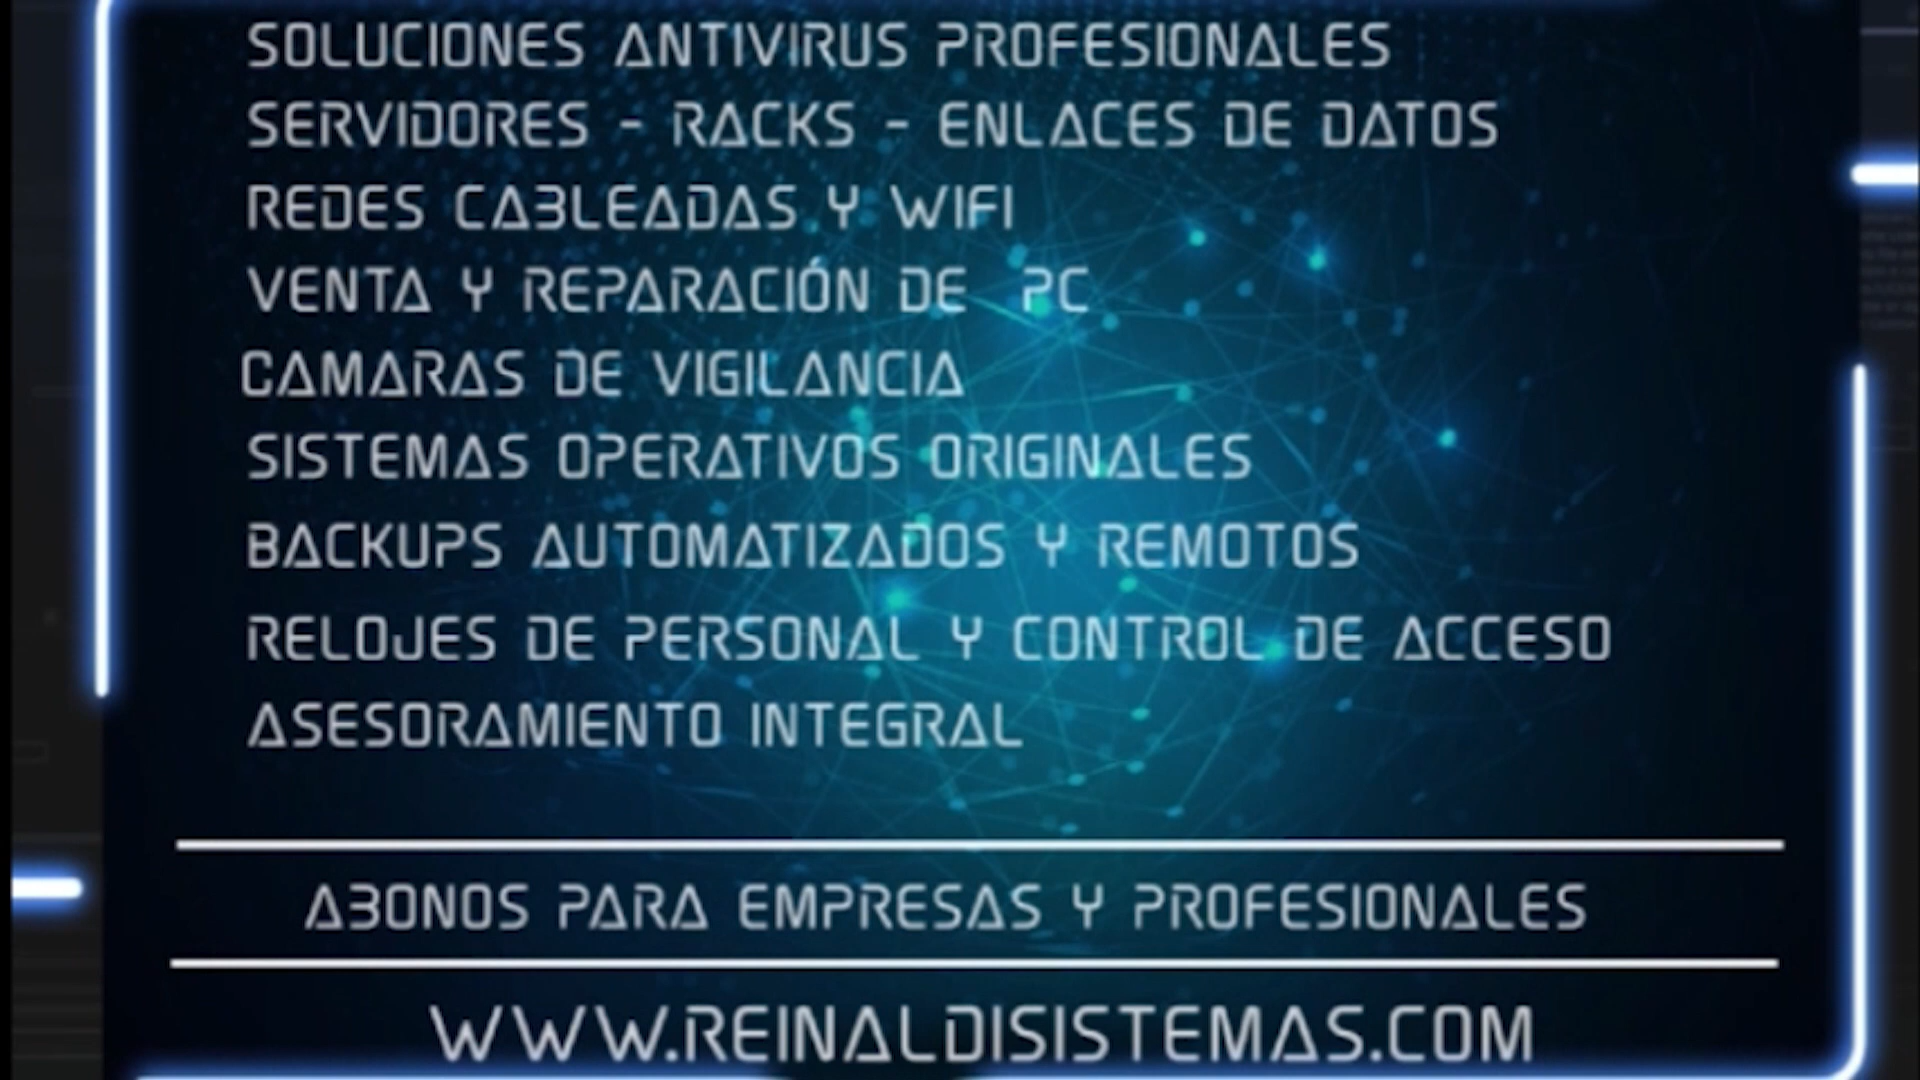 SOLUCIONES ANTIVIRUS PROFESIONALES
SERVIDORES - RACKS - ENLACES DE DATOS
REDES CABLEADAS Y WIFI
VENTA Y REPARACIÓN DE PC
CAMARAS DE VIGILANCIA
SISTEMAS OPERATIVOS ORIGINALES
BACKUPS AUTOMATIZADOS Y REMOTOS
RELOJES DE PERSONAL Y CONTROL DE ACCESO
ASESORAMIENTO INTEGRAL
ABONOS PARA EMPRESAS Y PROFESIONALES
WWW.REINALDISISTEMAS.COM